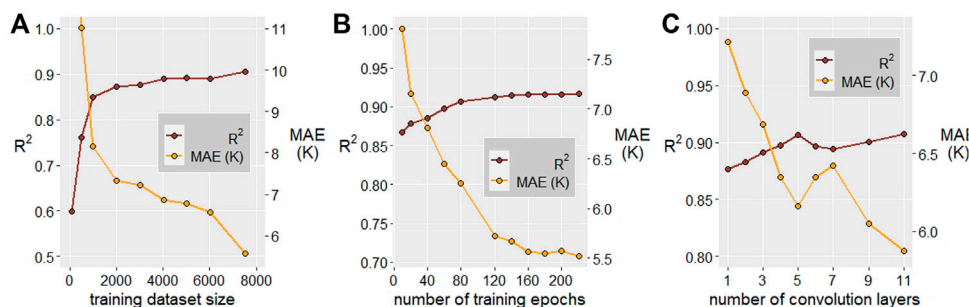 A
1.0
0.9
0.8
0.7
0.6
0.5
R2
0
2000
4000
6000
8000
training dataset size
11
10
9
8
7
6
MAE
(K)
R2
MAE (K)
B
1.00
0.95
0.90
0.85
0.80
0.75
0.70
R2
0
40
80
120
160
200
number of training epochs
7.5
7.0
6.5
6.0
5.5
MAE
(K)
R2
MAE (K)
C
1.00
0.95
0.90
0.85
0.80
R2
1
3
5
7
9
11
number of convolution layers
7.0
6.5
6.0
MAI
(K)
R2
MAE (K)